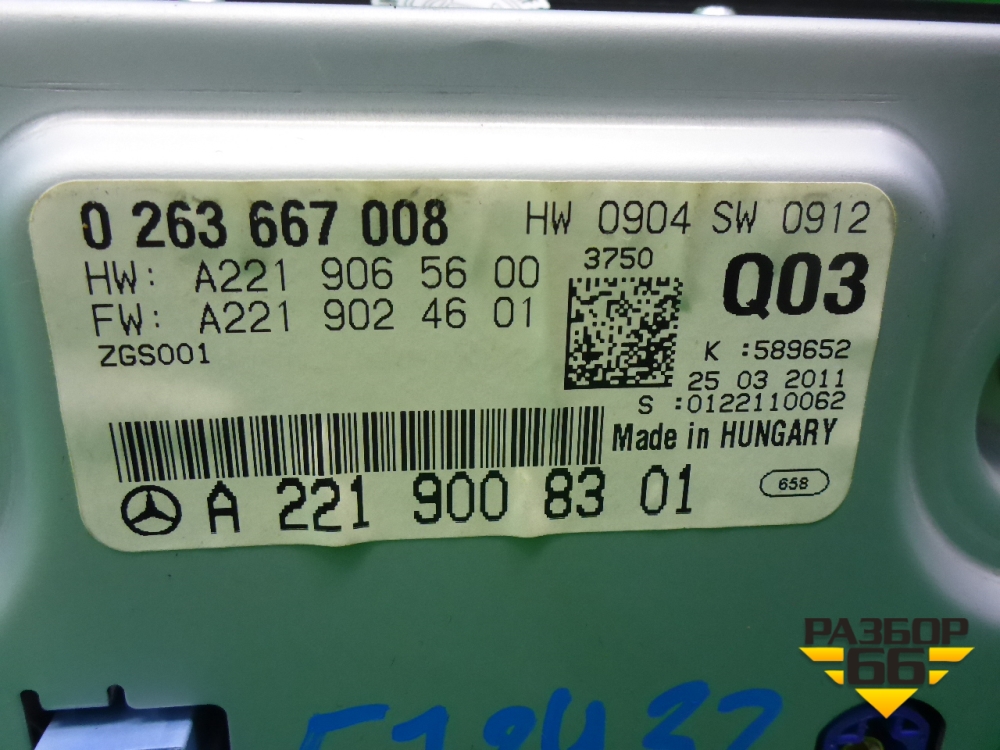 0 263 667 008 HW 0904 SW 0912
HW: A221 906 56 00 3750 Q03
FW: A221 902 46 01
ZGS001 K :589652
25 03 2011
S :0122110062
Made in HUNGARY
A 221 900 83 01 658
РАЗБОР
66